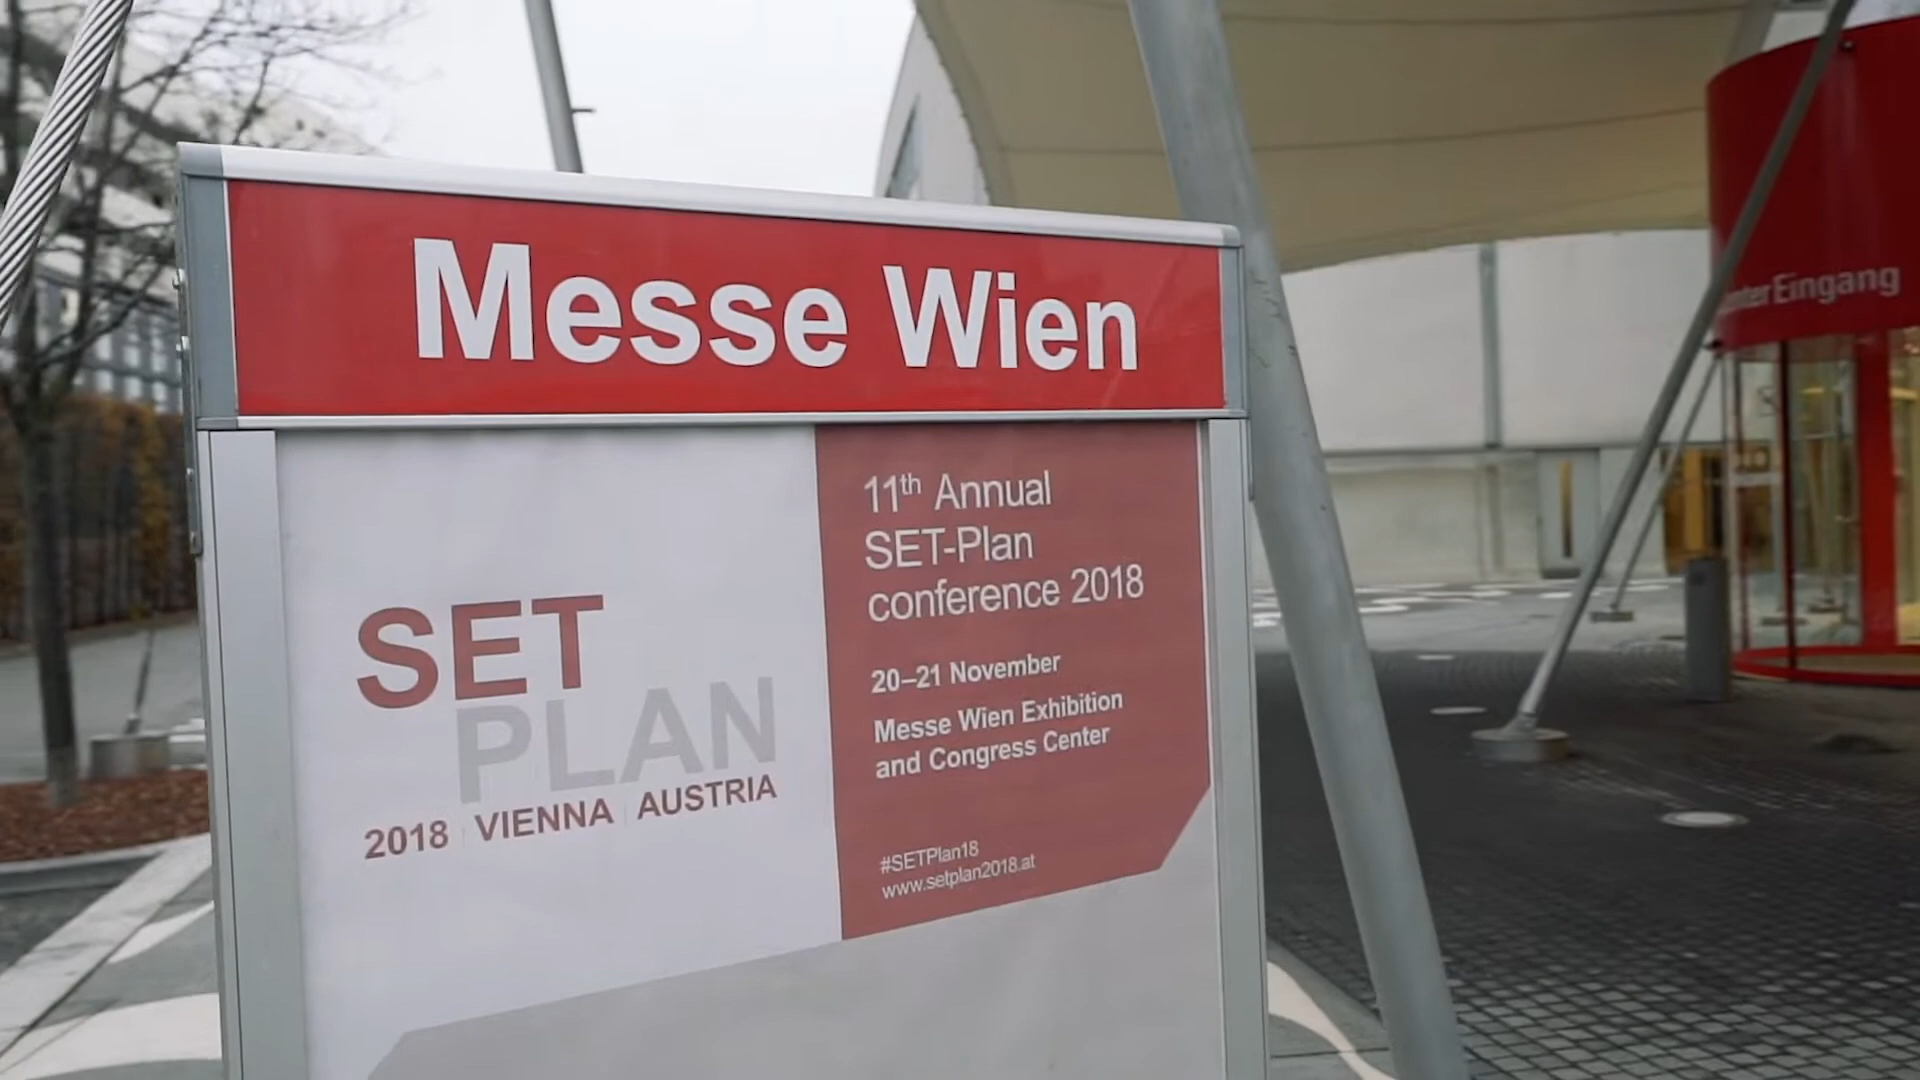 Messe Wien
SET
PLAN
2018 VIENNA AUSTRIA
11th Annual
SET-Plan
conference 2018
20–21 November
Messe Wien Exhibition
and Congress Center
#SETPlan18
www.setplan2018.at
Eingang